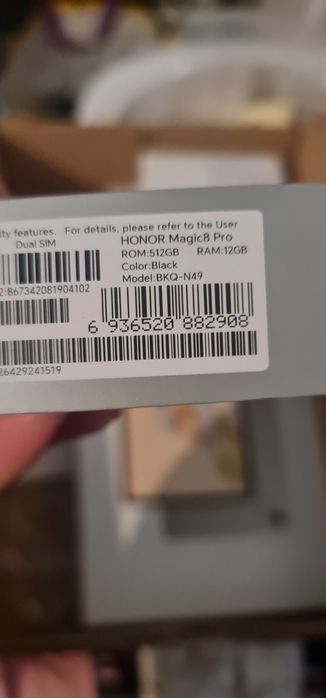 ity features. For details, please refer to the User
Dual SIM
HONOR Magic8 Pro
ROM:512GB RAM:12GB
Color:Black
Model:BKQ-N49
2:867342081904102
6 936520 882908
26429241519